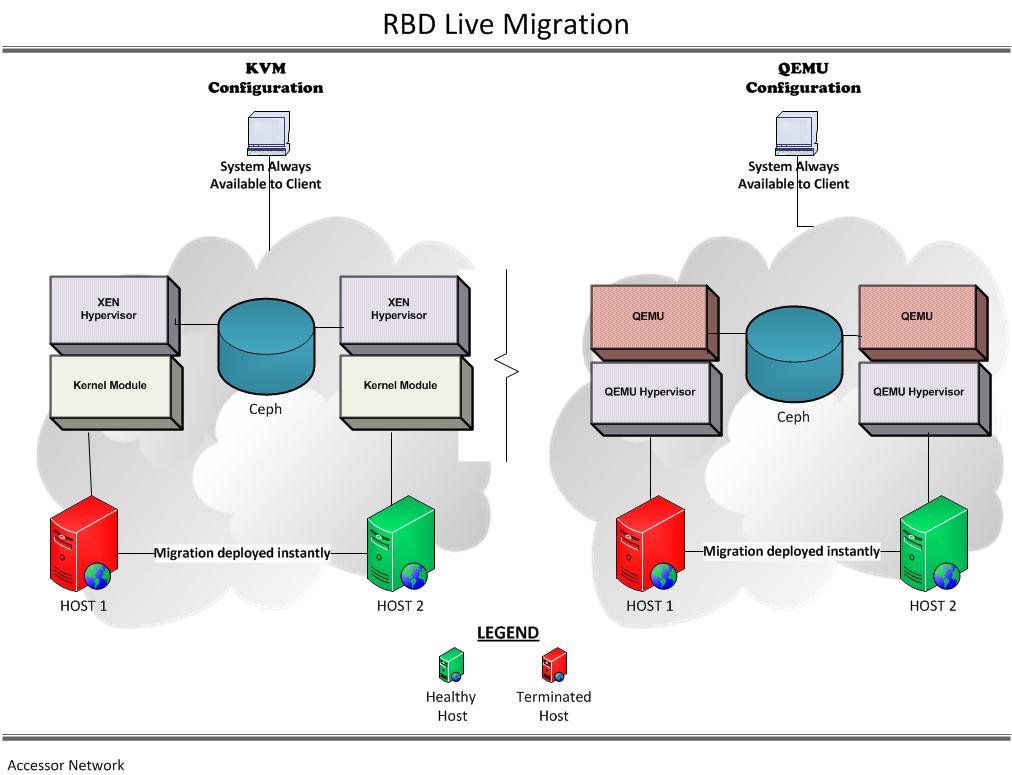 RBD Live Migration
KVM
Configuration
System Always
Available to Client
XEN
Hypervisor
Kernel Module
Ceph
XEN
Hypervisor
Kernel Module
HOST 1
Migration deployed instantly
HOST 2
QEMU
Configuration
System Always
Available to Client
QEMU
QEMU Hypervisor
Ceph
QEMU
QEMU Hypervisor
HOST 1
Migration deployed instantly
HOST 2
LEGEND
Healthy
Host
Terminated
Host
Accessor Network